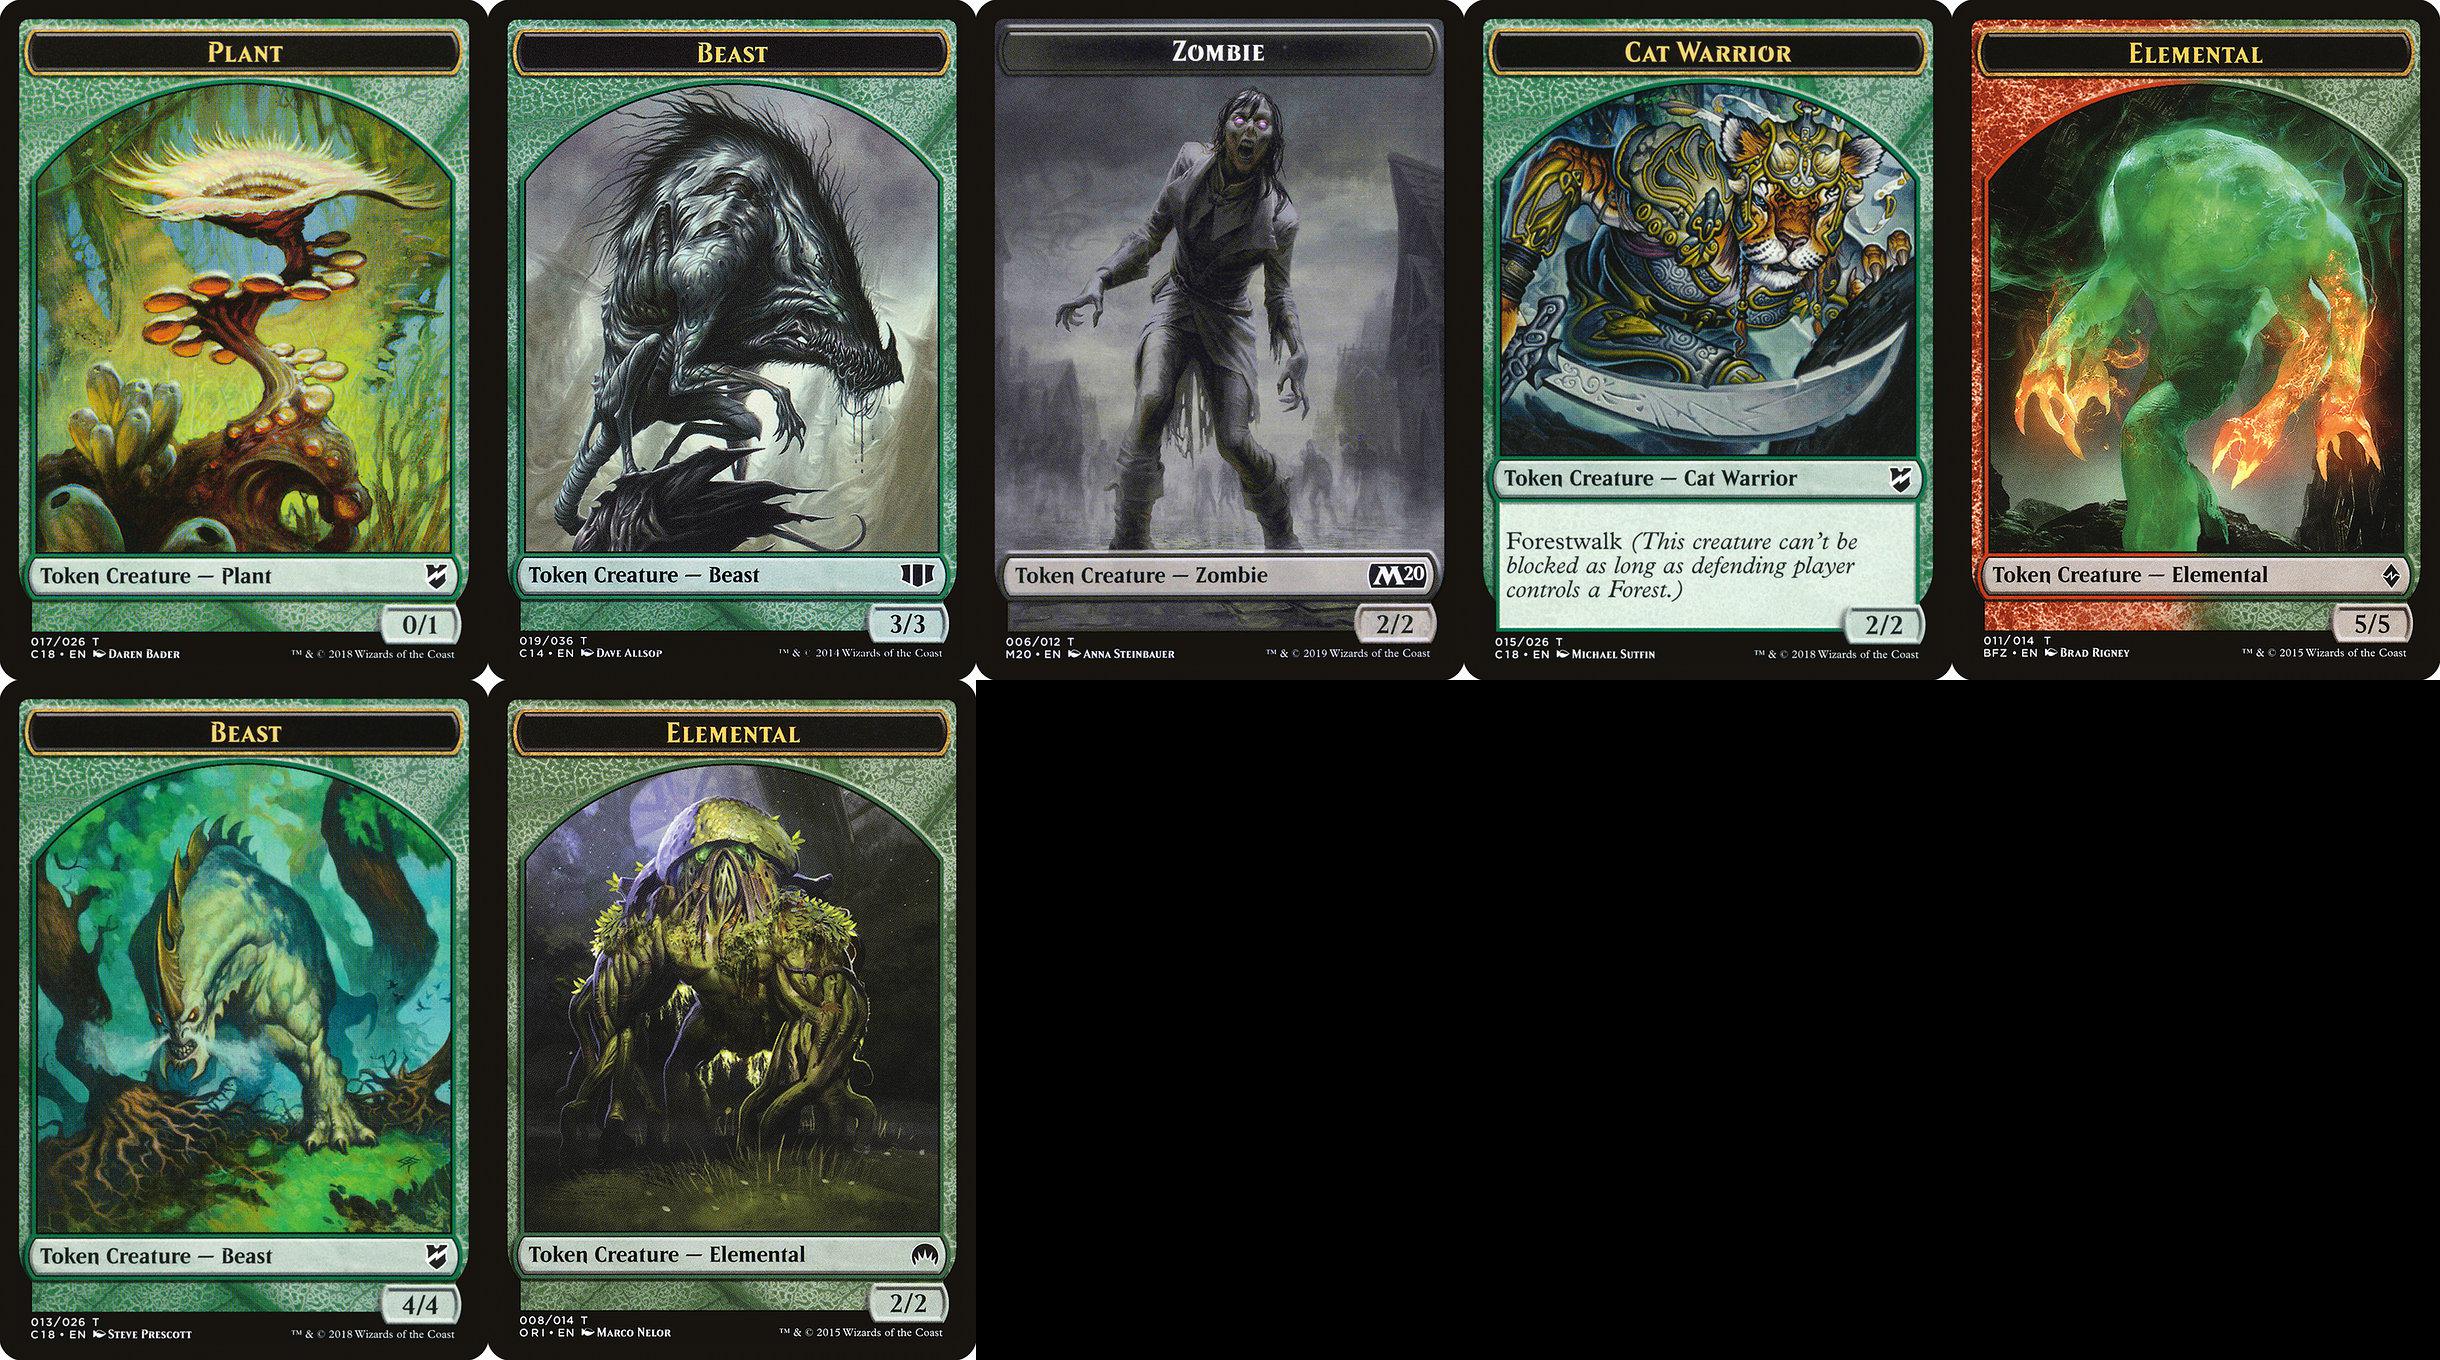 PLANT
Token Creature — Plant
0/1
017/026 T
C18 • EN DAREN BADER
™ & © 2018 Wizards of the Coast
BEAST
Token Creature — Beast
3/3
019/036 T
C14 • EN DAVE ALLSOP
™ & © 2014 Wizards of the Coast
ZOMBIE
Token Creature — Zombie
M20
2/2
006/012 T
M20 • EN ANNA STEINBAUER
™ & © 2019 Wizards of the Coast
CAT WARRIOR
Token Creature — Cat Warrior
Forestwalk (This creature can't be
blocked as long as defending player
controls a Forest.)
2/2
015/026 T
C18 • EN MICHAEL SUTFIN
™ & © 2018 Wizards of the Coast
ELEMENTAL
Token Creature — Elemental
5/5
011/014 T
BFZ • EN BRAD RIGNEY
™ & © 2015 Wizards of the Coast
BEAST
Token Creature — Beast
4/4
013/026 T
C18 • EN STEVE PRESCOTT
™ & © 2018 Wizards of the Coast
ELEMENTAL
Token Creature — Elemental
2/2
008/014 T
ORI • EN MARCO NELOR
™ & © 2015 Wizards of the Coast